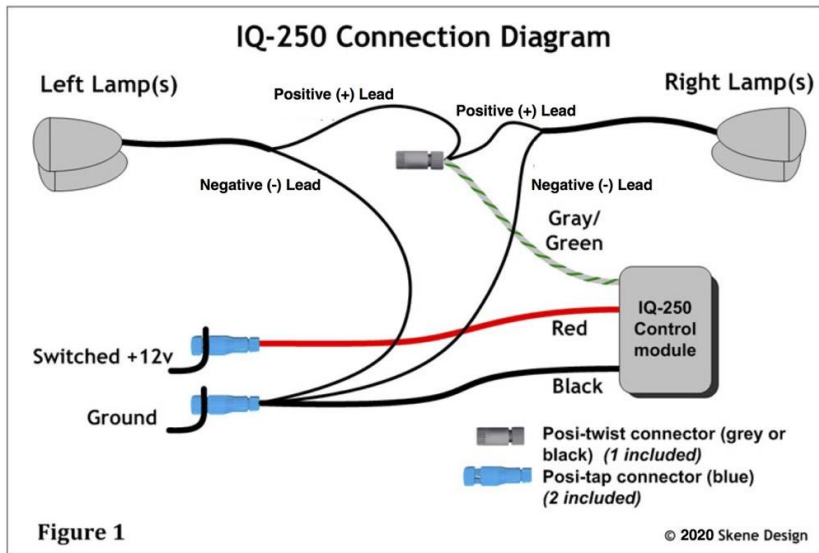 IQ-250 Connection Diagram
Left Lamp(s)
Right Lamp(s)
Positive (+) Lead
Positive (+) Lead
Negative (-) Lead
Negative (-) Lead
Gray/
Green
IQ-250
Control
module
Red
Switched +12v
Black
Ground
Posi-twist connector (grey or
black) (1 included)
Posi-tap connector (blue)
(2 included)
Figure 1
© 2020 Skene Design